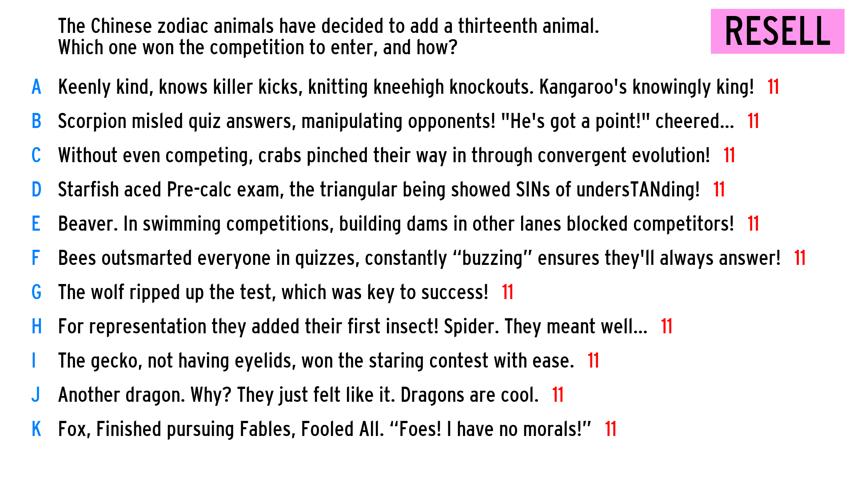 The Chinese zodiac animals have decided to add a thirteenth animal.
Which one won the competition to enter, and how?
RESELL
A Keenly kind, knows killer kicks, knitting kneehigh knockouts. Kangaroo's knowingly king! 11
B Scorpion misled quiz answers, manipulating opponents! "He's got a point!" cheered... 11
C Without even competing, crabs pinched their way in through convergent evolution! 11
D Starfish aced Pre-calc exam, the triangular being showed SINs of undersTANding! 11
E Beaver. In swimming competitions, building dams in other lanes blocked competitors! 11
F Bees outsmarted everyone in quizzes, constantly “buzzing” ensures they'll always answer! 11
G The wolf ripped up the test, which was key to success! 11
H For representation they added their first insect! Spider. They meant well... 11
I The gecko, not having eyelids, won the staring contest with ease. 11
J Another dragon. Why? They just felt like it. Dragons are cool. 11
K Fox, Finished pursuing Fables, Fooled All. “Foes! I have no morals!” 11